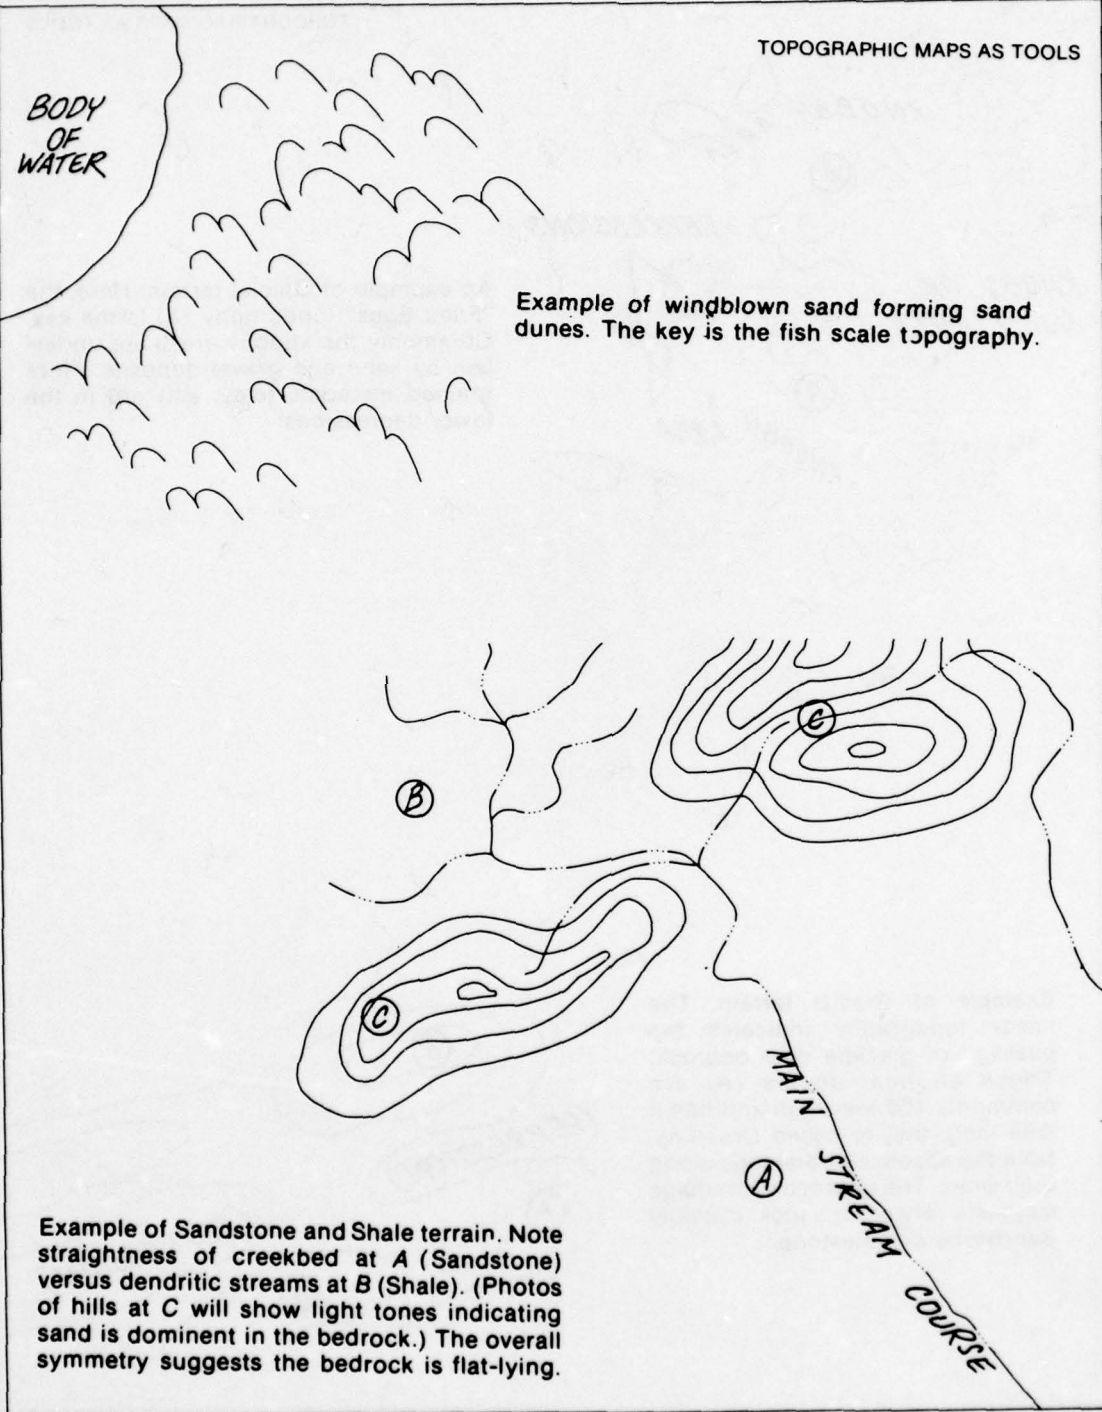 TOPOGRAPHIC MAPS AS TOOLS
BODY
OF
WATER
Example of windblown sand forming sand
dunes. The key is the fish scale topography.
C
B
C
MAIN
STREAM
COURSE
A
Example of Sandstone and Shale terrain. Note
straightness of creekbed at A (Sandstone)
versus dendritic streams at B (Shale). (Photos
of hills at C will show light tones indicating
sand is dominent in the bedrock.) The overall
symmetry suggests the bedrock is flat-lying.